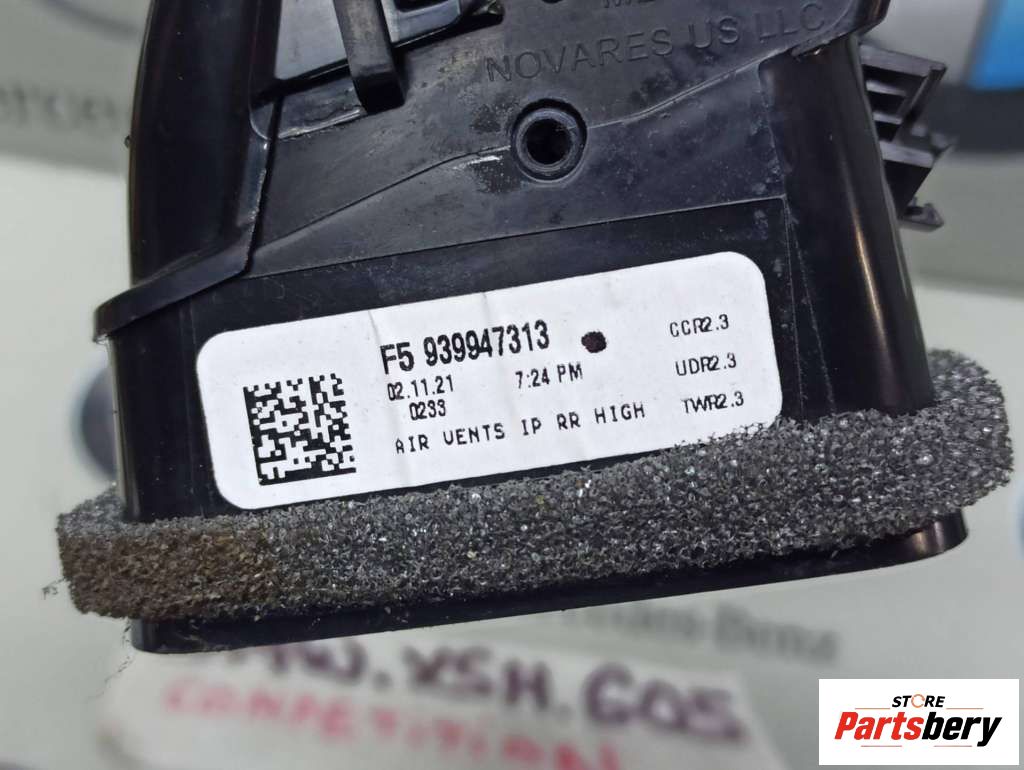 NOVARES US LLC
F5 939947313
CCR2.3
02.11.21
7:24 PM
UDR2.3
0233
AIR VENTS IP RR HIGH
TWR2.3
COMPETITION
STORE
Partsbery